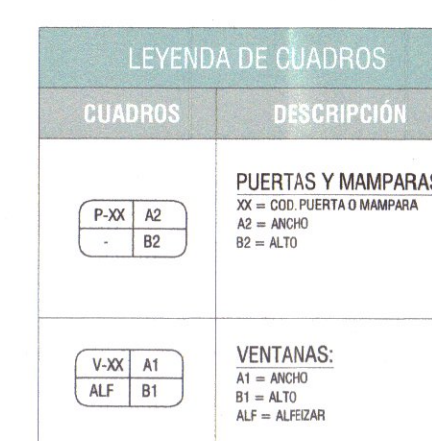 LEYENDA DE CUADROS
CUADROS DESCRIPCIÓN
P-XX A2
- B2
PUERTAS Y MAMPARAS
XX = COD. PUERTA O MAMPARA
A2 = ANCHO
B2 = ALTO
V-XX A1
ALF B1
VENTANAS:
A1 = ANCHO
B1 = ALTO
ALF = ALFEIZAR